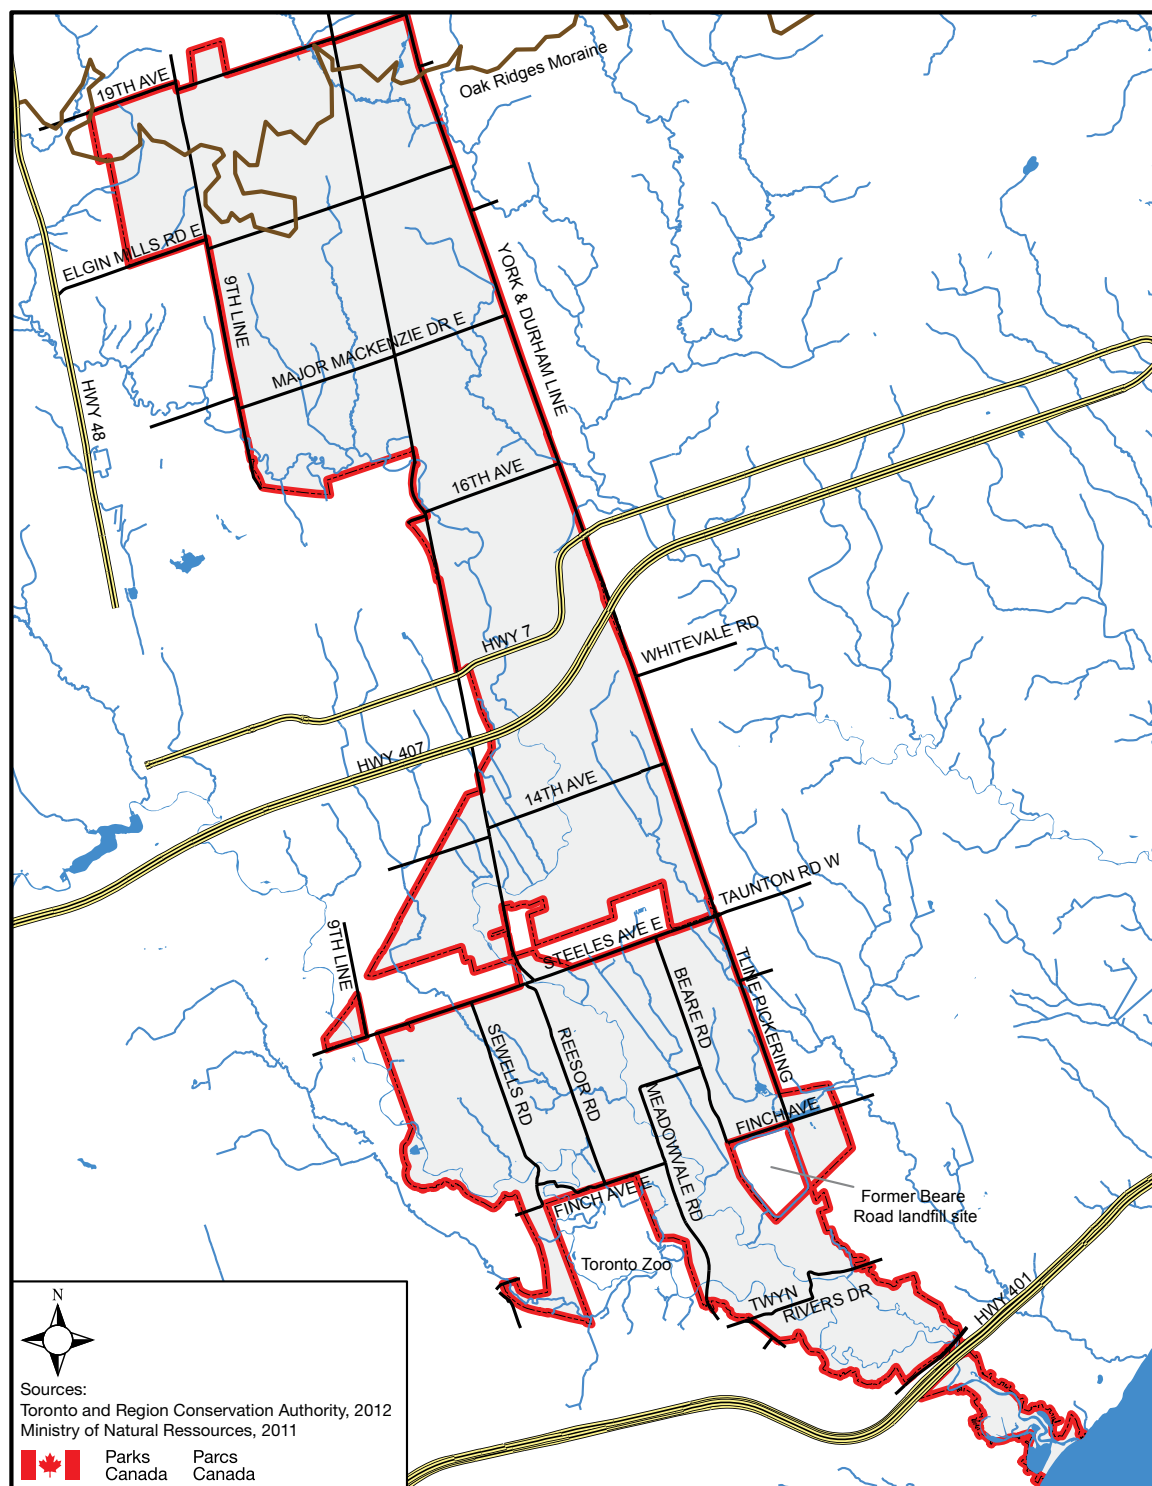 19TH AVE
Oak Ridges Moraine
ELGIN MILLS RD E
9TH LINE
YORK & DURHAM LINE
MAJOR MACKENZIE DR E
HWY 48
16TH AVE
HWY 7
WHITEVALE RD
HWY 407
14TH AVE
TAUNTON RD W
9TH LINE
STEELES AVE E
TLINE PICKERING
BEARE RD
SEWELLS RD
REESOR RD
MEADOWVALE RD
FINCH AVE
FINCH AVE E
Former Beare
Road landfill site
Toronto Zoo
TWYN
RIVERS DR
HWY 401
N
Sources:
Toronto and Region Conservation Authority, 2012
Ministry of Natural Ressources, 2011
Parks Parcs
Canada Canada